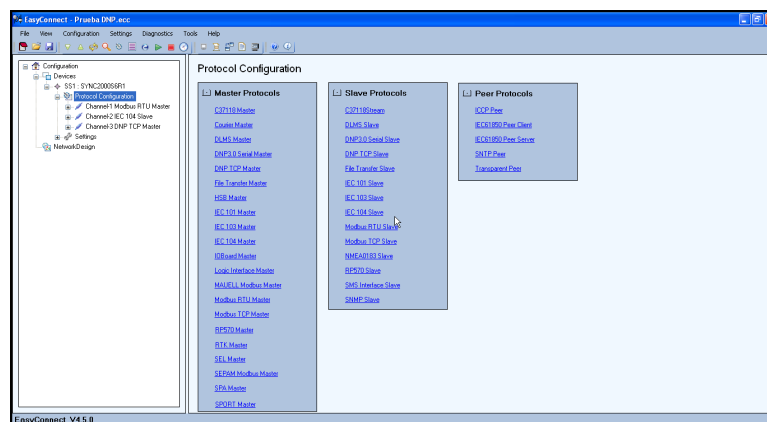 EasyConnect - Prueba DNP.ecc
File View Configuration Settings Diagnostics Tools Help
Configuration
Devices
SS1 : SYNC2000S6R1
Protocol Configuration
Channel-1 Modbus RTU Master
Channel-2 IEC 104 Slave
Channel-3 DNP TCP Master
Settings
NetworkDesign
Protocol Configuration
Master Protocols
C37118 Master
Courier Master
DLMS Master
DNP3.0 Serial Master
DNP TCP Master
File Transfer Master
HSB Master
IEC 101 Master
IEC 103 Master
IEC 104 Master
IOBoard Master
Logic Interface Master
MAUELL Modbus Master
Modbus RTU Master
Modbus TCP Master
RP570 Master
RTK Master
SEL Master
SEPAM Modbus Master
SPA Master
SPORT Master
Slave Protocols
C37118Stream
DLMS Slave
DNP3.0 Serial Slave
DNP TCP Slave
File Transfer Slave
IEC 101 Slave
IEC 103 Slave
IEC 104 Slave
Modbus RTU Slave
Modbus TCP Slave
NMEA0183 Slave
RP570 Slave
SMS Interface Slave
SNMP Slave
Peer Protocols
ICCP Peer
IEC61850 Peer Client
IEC61850 Peer Server
SNTP Peer
Transparent Peer
EasyConnect V4.5.0